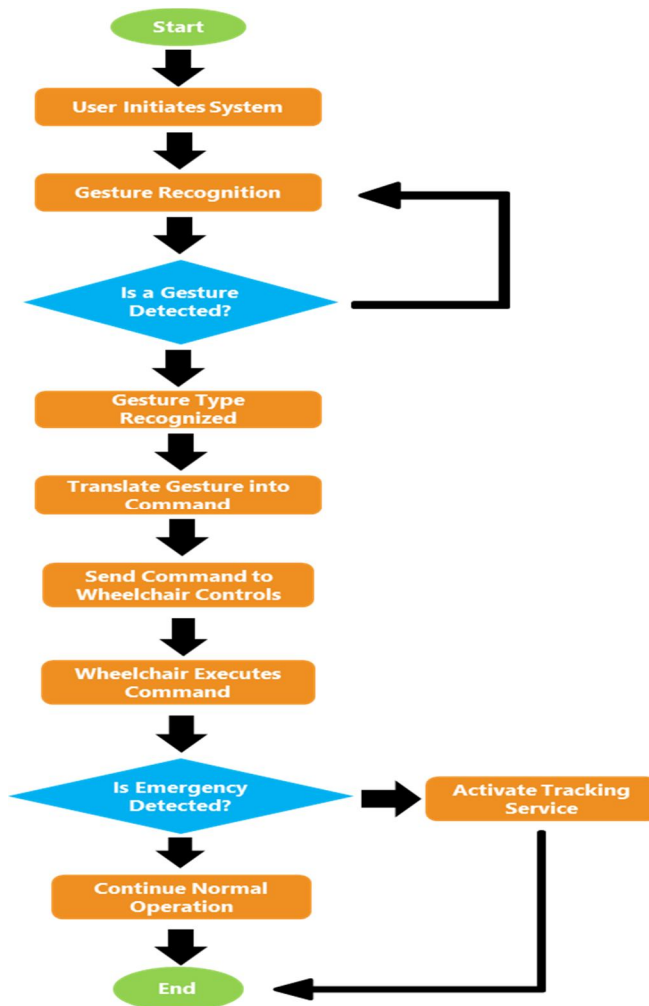 Start
User Initiates System
Gesture Recognition
Is a Gesture
Detected?
Gesture Type
Recognized
Translate Gesture into
Command
Send Command to
Wheelchair Controls
Wheelchair Executes
Command
Is Emergency
Detected?
Activate Tracking
Service
Continue Normal
Operation
End